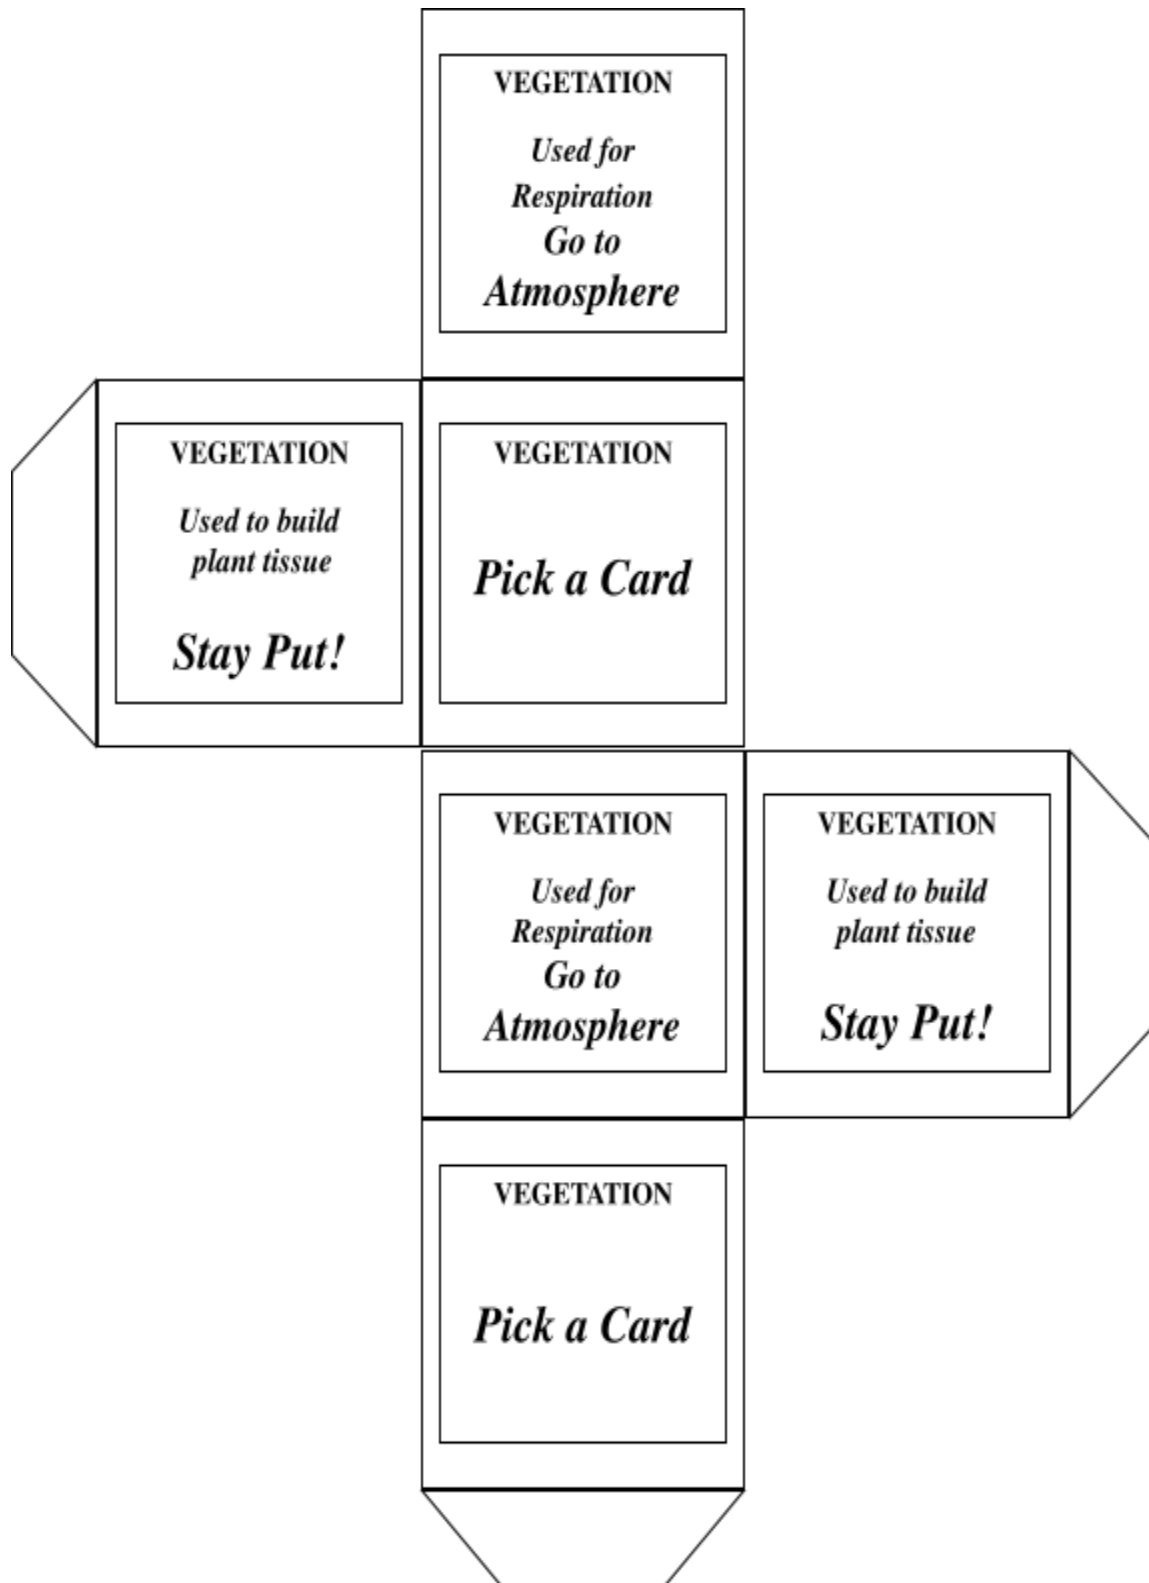 VEGETATION
Used for
Respiration
Go to
Atmosphere
VEGETATION
Used to build
plant tissue
Stay Put!
VEGETATION
Pick a Card
VEGETATION
Used for
Respiration
Go to
Atmosphere
VEGETATION
Used to build
plant tissue
Stay Put!
VEGETATION
Pick a Card